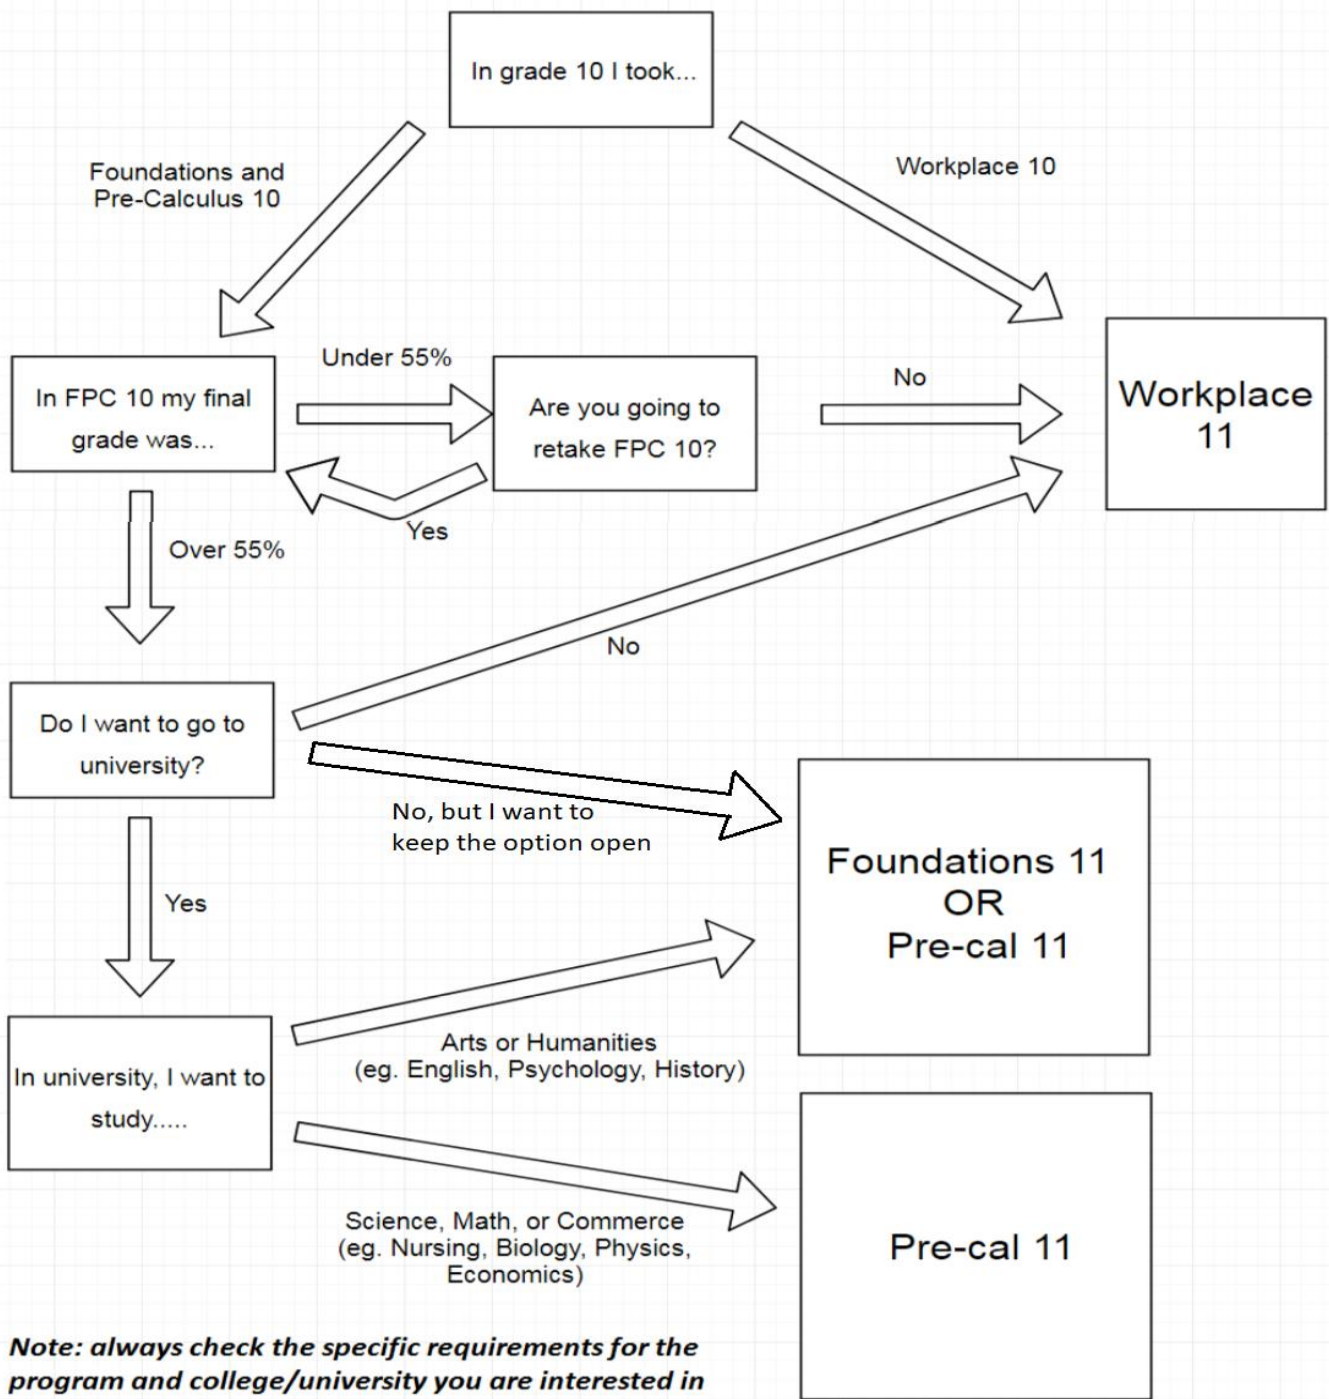 In grade 10 I took...
Foundations and
Pre-Calculus 10
Workplace 10
In FPC 10 my final
grade was...
Under 55%
Are you going to
retake FPC 10?
No
Workplace
11
Yes
Over 55%
No
Do I want to go to
university?
No, but I want to
keep the option open
Foundations 11
OR
Pre-cal 11
Yes
In university, I want to
study.....
Arts or Humanities
(eg. English, Psychology, History)
Science, Math, or Commerce
(eg. Nursing, Biology, Physics,
Economics)
Pre-cal 11
Note: always check the specific requirements for the
program and college/university you are interested in